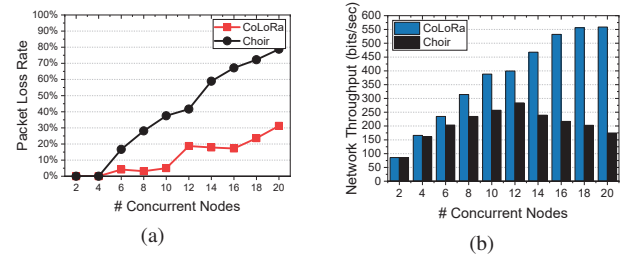 100%
90%
80%
70%
60%
50%
40%
30%
20%
10%
0%
Packet Loss Rate
CoLoRa
Choir
2 4 6 8 10 12 14 16 18 20
# Concurrent Nodes
(a)
600
550
500
450
400
350
300
250
200
150
100
50
0
Network Throughput (bits/sec)
CoLoRa
Choir
2 4 6 8 10 12 14 16 18 20
# Concurrent Nodes
(b)